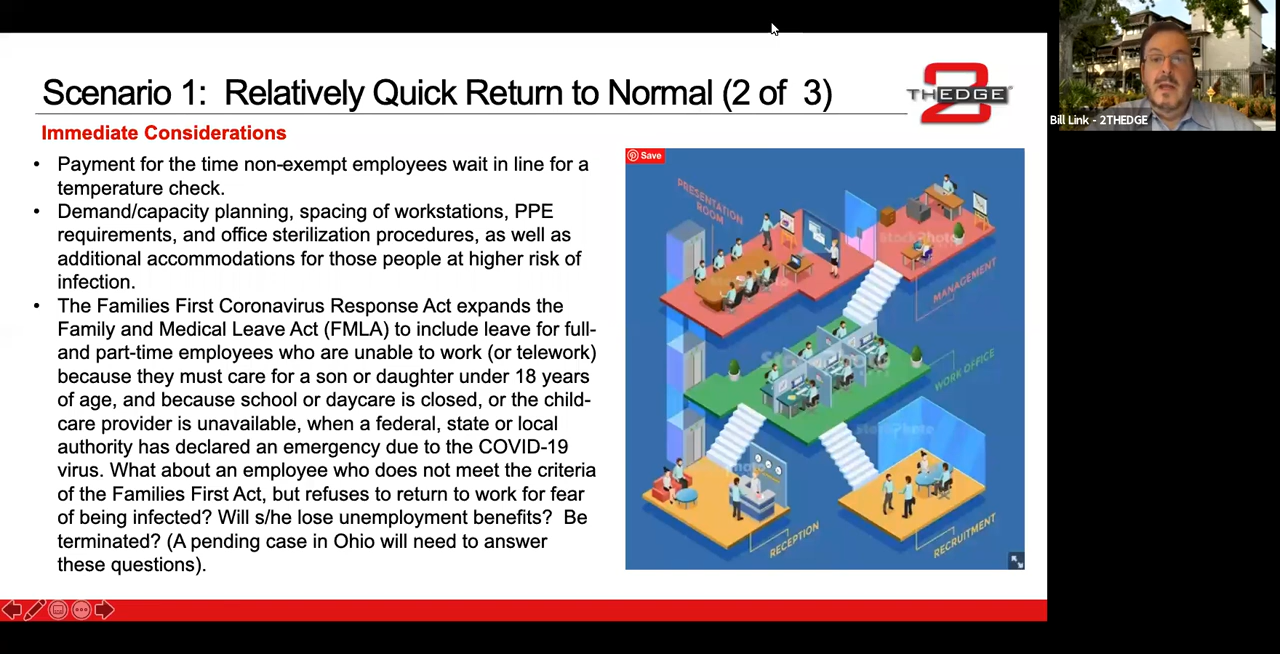 Scenario 1: Relatively Quick Return to Normal (2 of 3)
2
THEDGE
Immediate Considerations
• Payment for the time non-exempt employees wait in line for a
temperature check.
• Demand/capacity planning, spacing of workstations, PPE
requirements, and office sterilization procedures, as well as
additional accommodations for those people at higher risk of
infection.
• The Families First Coronavirus Response Act expands the
Family and Medical Leave Act (FMLA) to include leave for full-
and part-time employees who are unable to work (or telework)
because they must care for a son or daughter under 18 years
of age, and because school or daycare is closed, or the child-
care provider is unavailable, when a federal, state or local
authority has declared an emergency due to the COVID-19
virus. What about an employee who does not meet the criteria
of the Families First Act, but refuses to return to work for fear
of being infected? Will s/he lose unemployment benefits?  Be
terminated? (A pending case in Ohio will need to answer
these questions).
Save
PRESENTATION
ROOM
MANAGEMENT
WORK OFFICE
RECEPTION
RECRUITMENT
Bill Link - 2THEDGE